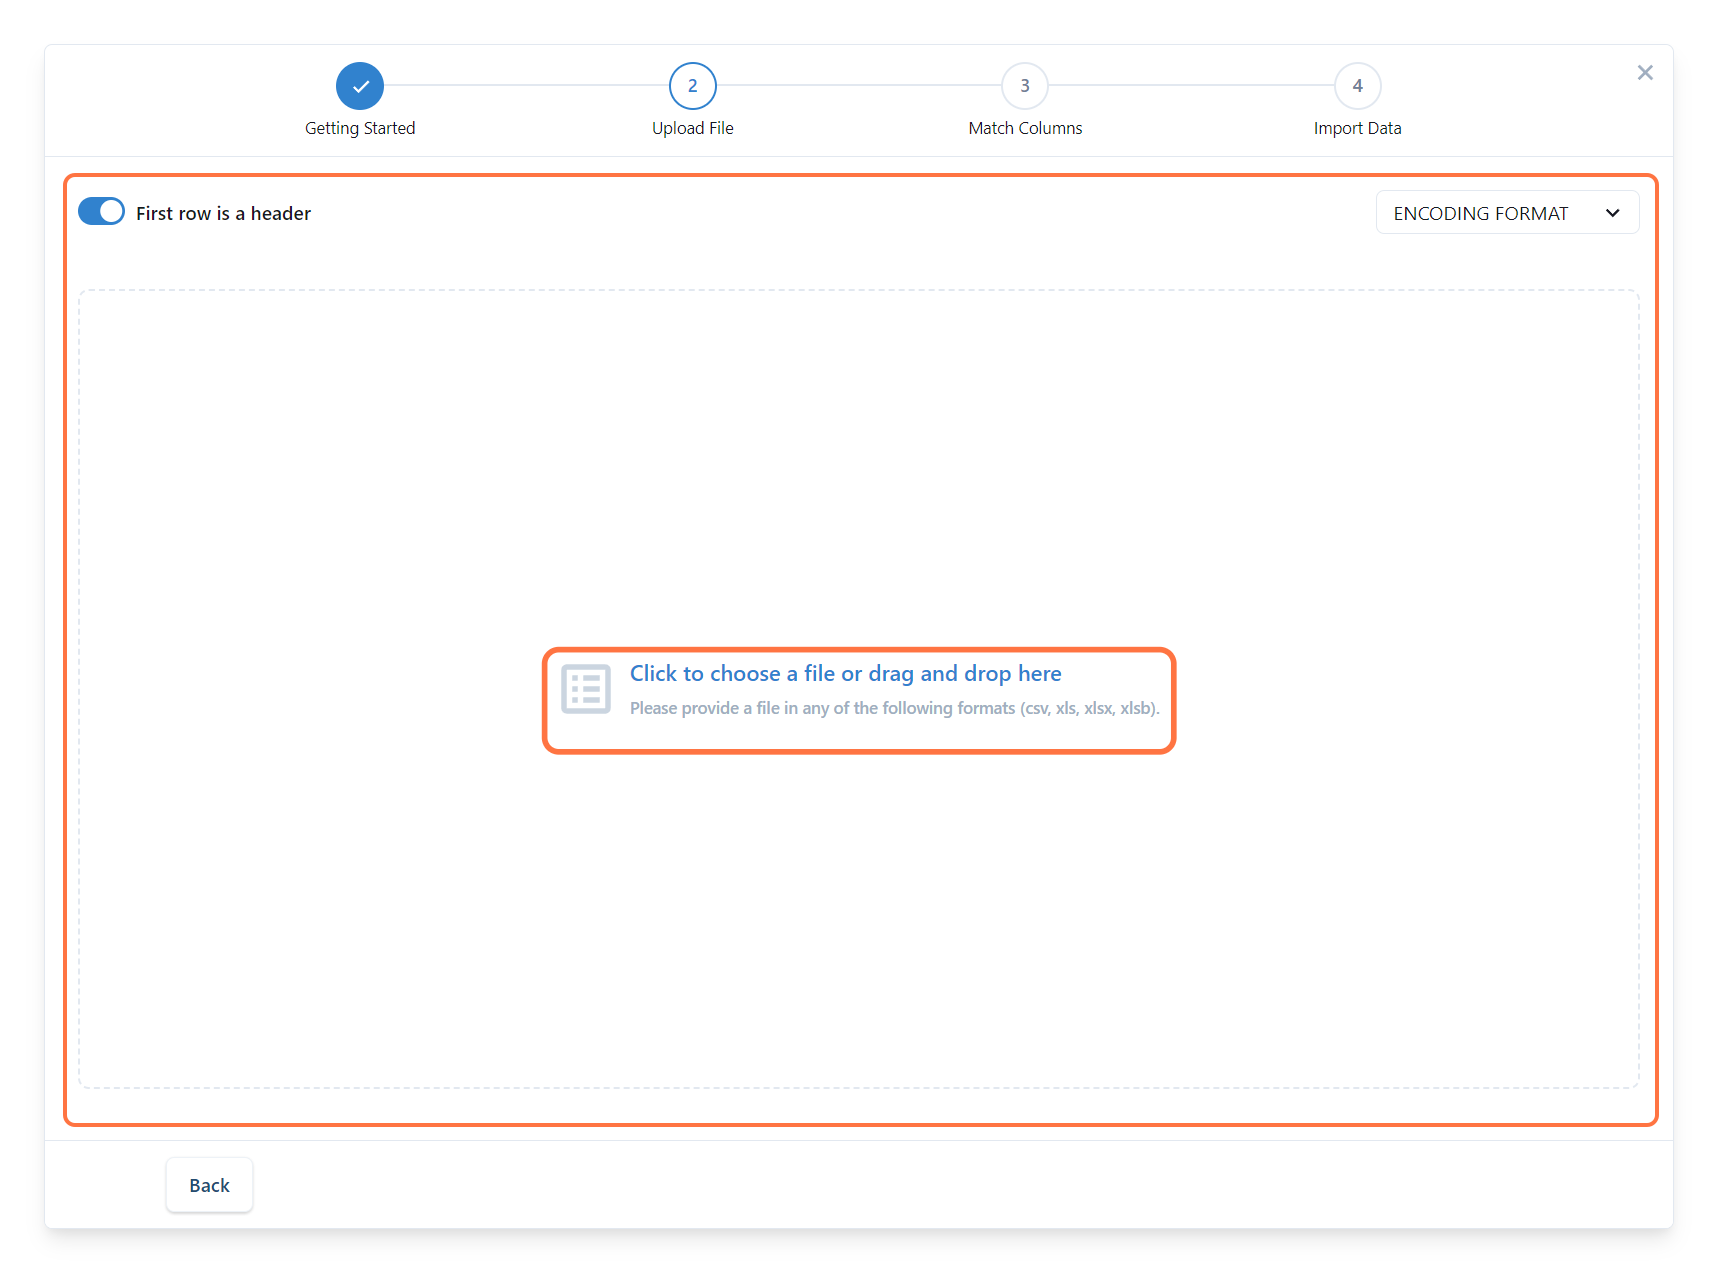 2
3
4
Getting Started
Upload File
Match Columns
Import Data
First row is a header
ENCODING FORMAT
Click to choose a file or drag and drop here
Please provide a file in any of the following formats (csv, xls, xlsx, xlsb).
Back